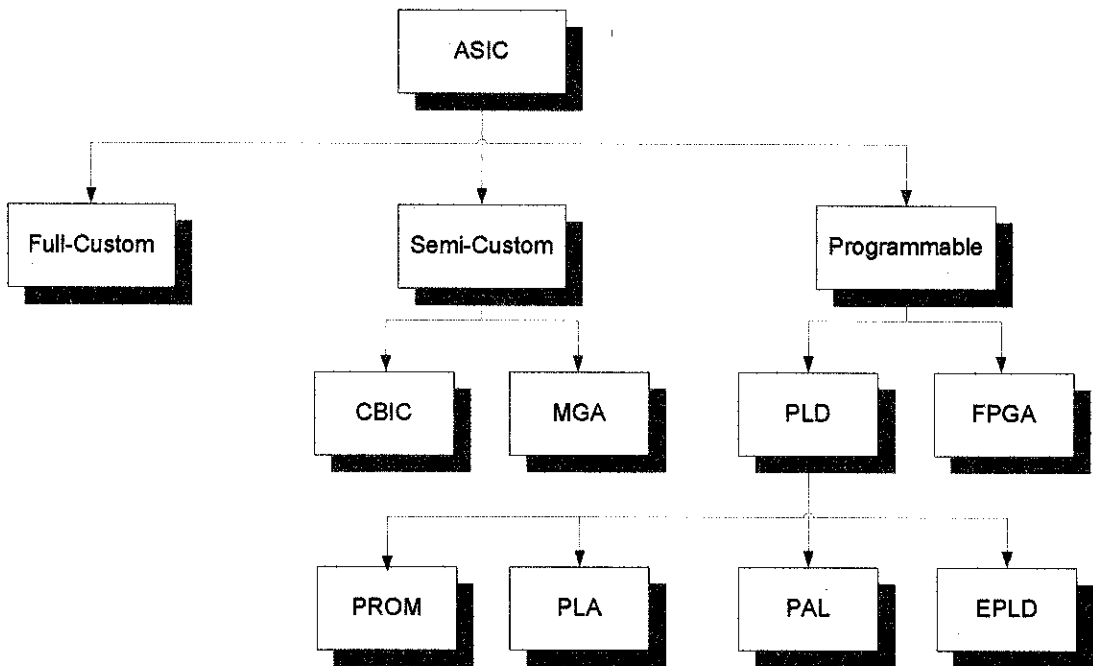 ASIC
Full-Custom
Semi-Custom
Programmable
CBIC
MGA
PLD
FPGA
PROM
PLA
PAL
EPLD